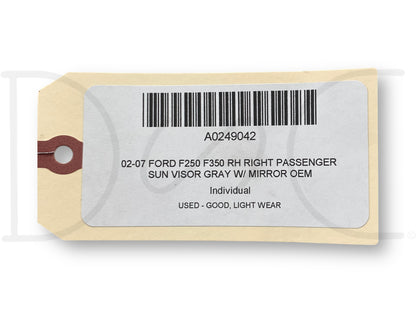 A0249042
02-07 FORD F250 F350 RH RIGHT PASSENGER
SUN VISOR GRAY W/ MIRROR OEM
Individual
USED - GOOD, LIGHT WEAR